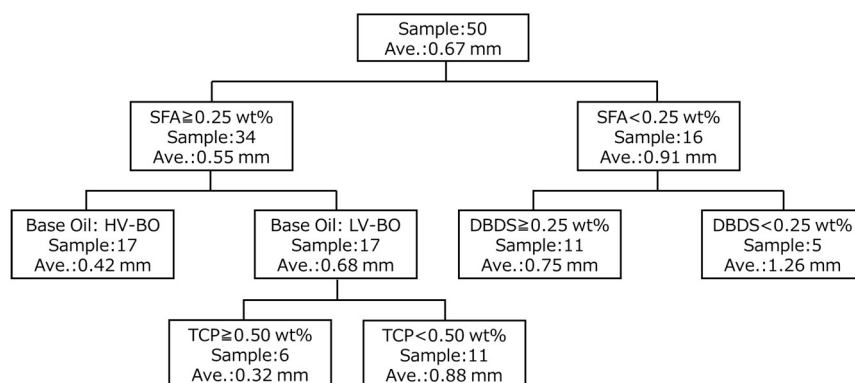 Sample:50
Ave.:0.67 mm
SFA≧0.25 wt%
Sample:34
Ave.:0.55 mm
SFA<0.25 wt%
Sample:16
Ave.:0.91 mm
Base Oil: HV-BO
Sample:17
Ave.:0.42 mm
Base Oil: LV-BO
Sample:17
Ave.:0.68 mm
DBDS≧0.25 wt%
Sample:11
Ave.:0.75 mm
DBDS<0.25 wt%
Sample:5
Ave.:1.26 mm
TCP≧0.50 wt%
Sample:6
Ave.:0.32 mm
TCP<0.50 wt%
Sample:11
Ave.:0.88 mm